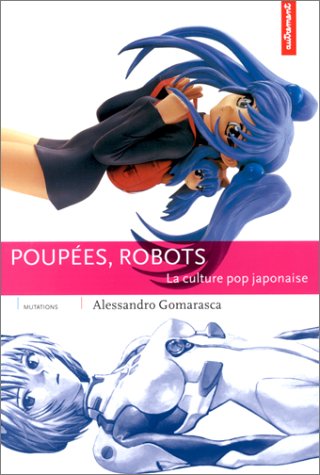 autrement
POUPÉES, ROBOTS
La culture pop japonaise
MUTATIONS
Alessandro Gomarasca